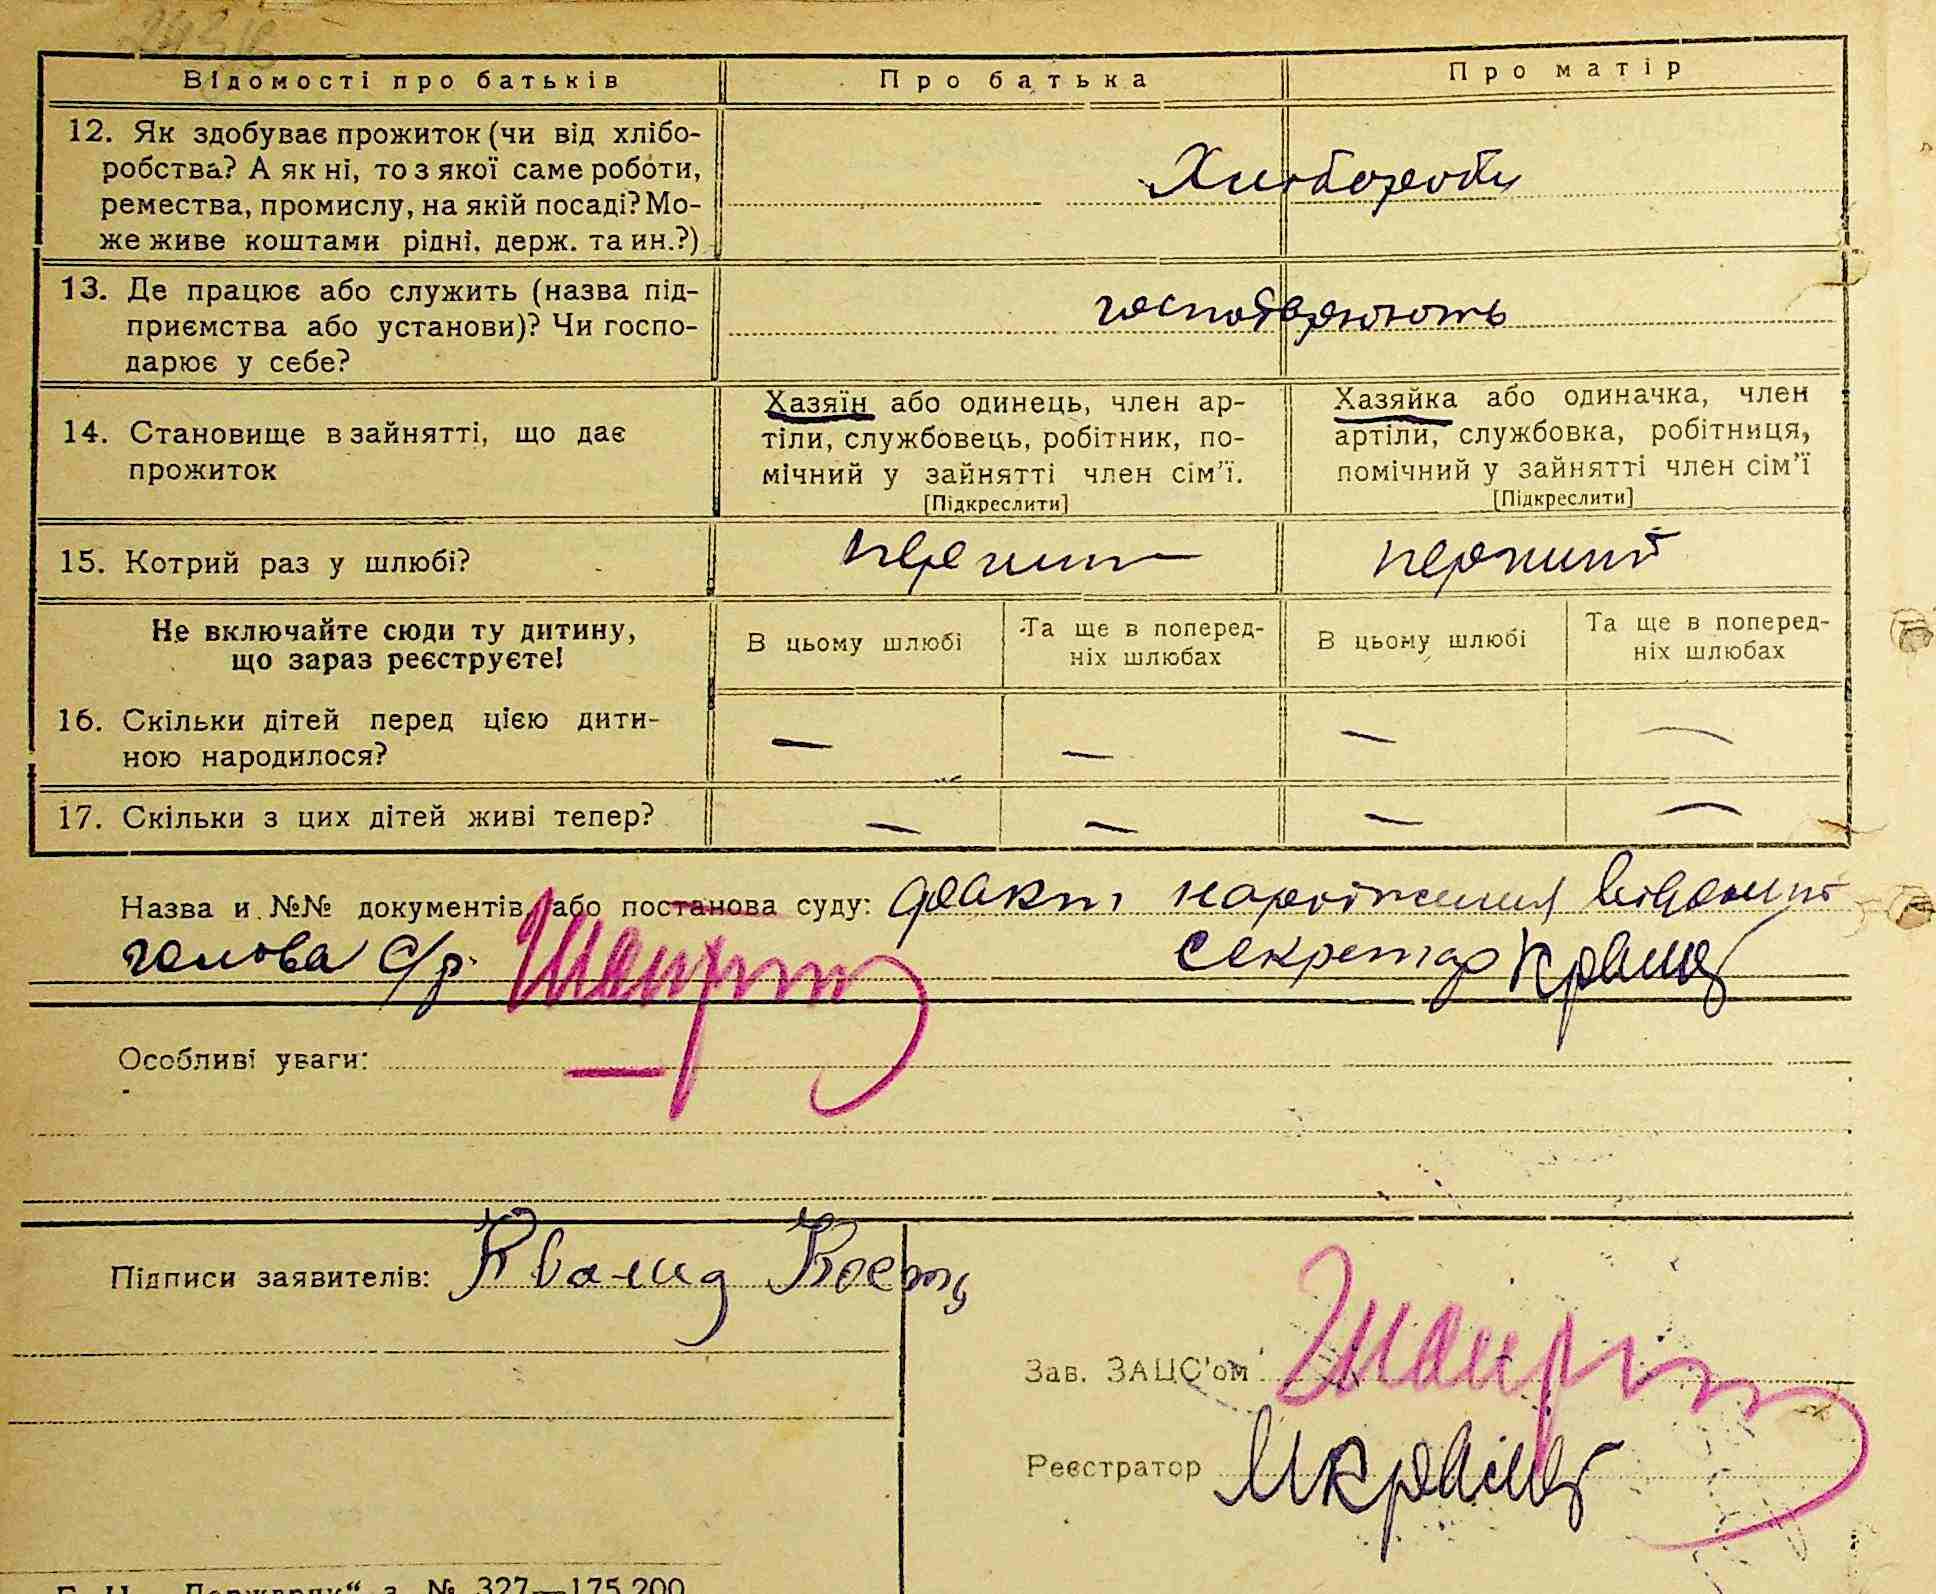 Відомості про батьків Про батька Про матір
12. Як здобуває прожиток (чи від хлібо-
робства? А як ні, то з якої саме роботи,
ремества, промислу, на якій посаді? Мо-
же живе коштами рідні, держ. та ин.?)
Хлібороби
13. Де працює або служить (назва під-
приємства або установи)? Чи госпо-
дарює у себе?
господарюють
14. Становище в зайнятті, що дає
прожиток
Хазяїн або одинець, член ар-
тіли, службовець, робітник, по-
мічний у зайнятті член сім'ї.
[Підкреслити]
Хазяйка або одиначка, член
артіли, службовка, робітниця,
помічний у зайнятті член сім'ї
[Підкреслити]
15. Котрий раз у шлюбі? перший перший
Не включайте сюди ту дитину,
що зараз реєструєте!
В цьому шлюбі
Та ще в поперед-
ніх шлюбах
В цьому шлюбі
Та ще в поперед-
ніх шлюбах
16. Скільки дітей перед цією дити-
ною народилося?
— — — —
17. Скільки з цих дітей живі тепер?
— — — —
Назва и №№ документів, або постанова суду: факт народження
голова с/р. секретар
Особливі уваги: —
Підписи заявителів:
Зав. ЗАЦС'ом
Реєстратор
№ 327—175.200